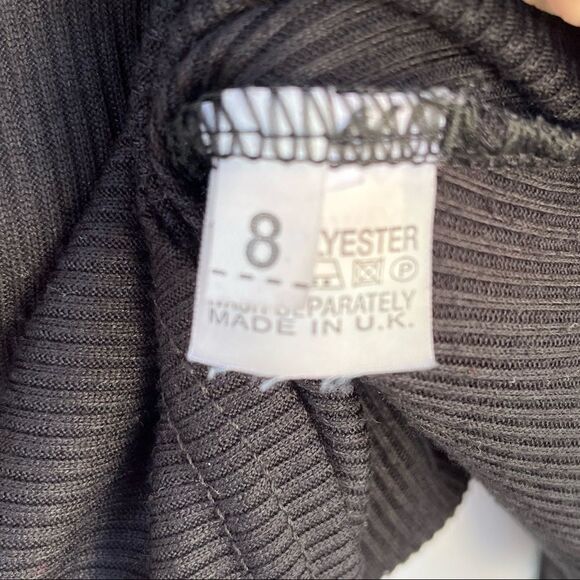 8
YESTER
P
SEPARATELY
MADE IN U.K.